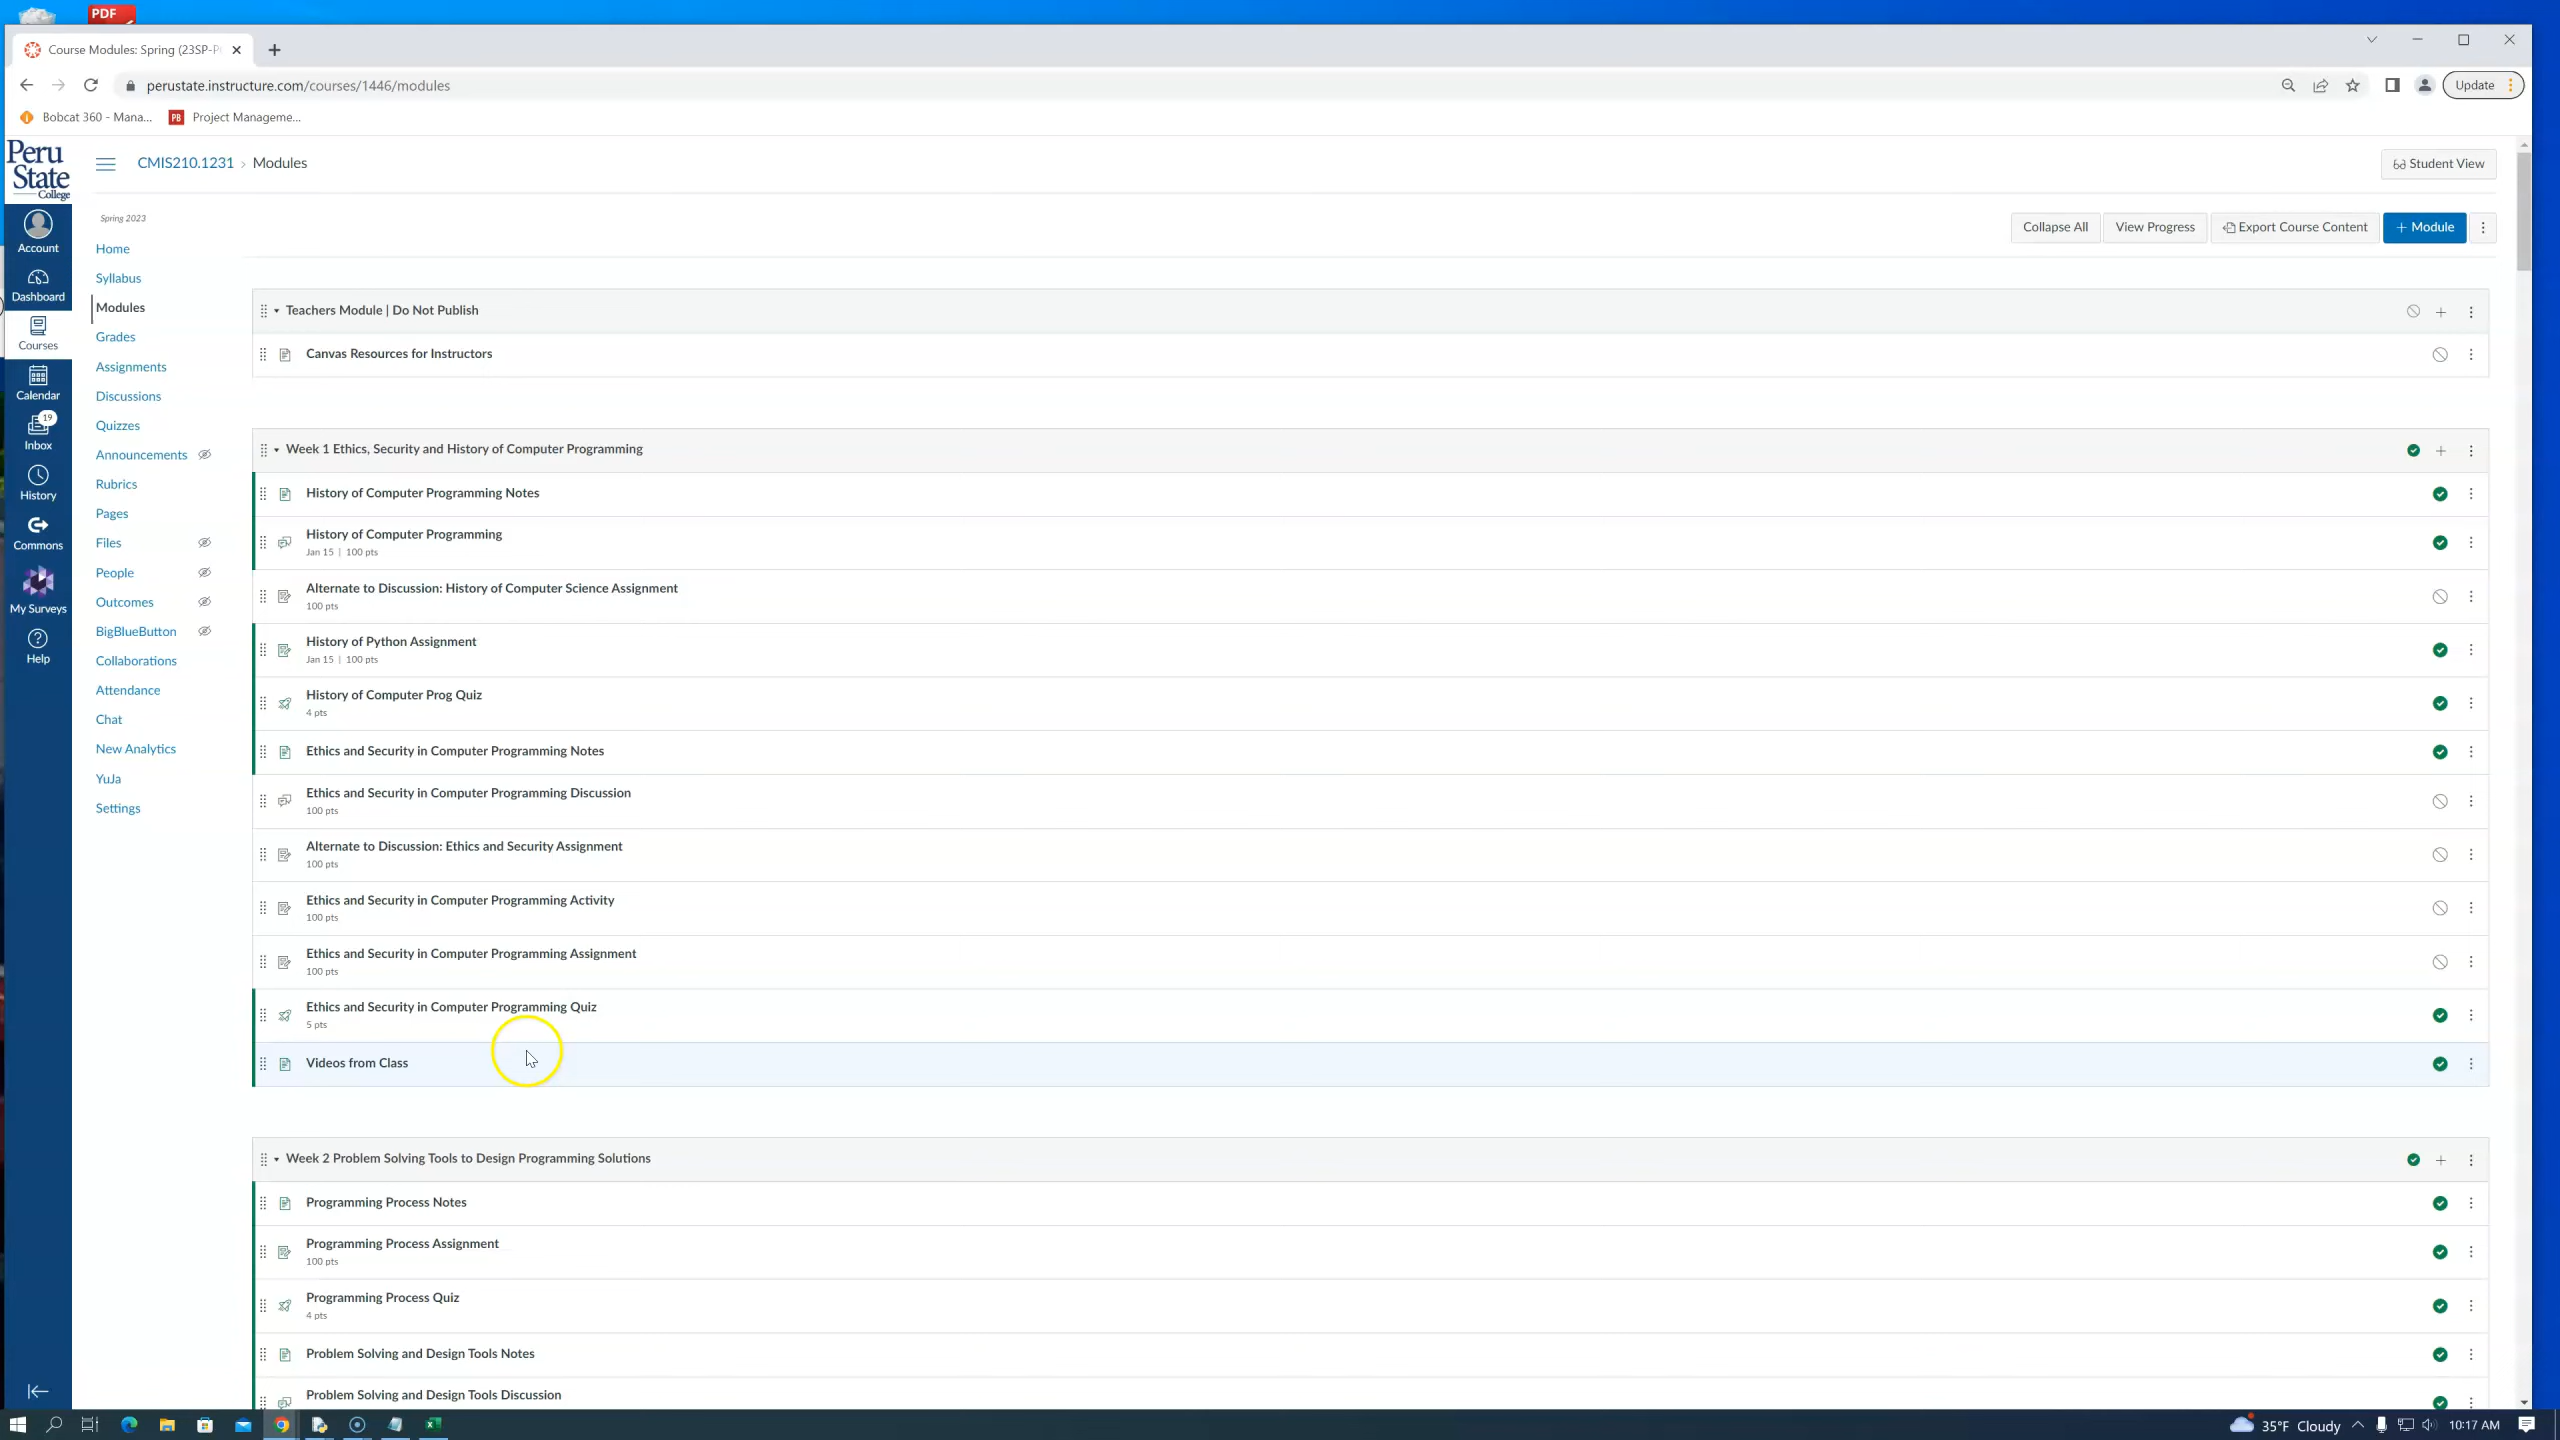 PDF
Course Modules: Spring (23SP-P
perustate.instructure.com/courses/1446/modules
Update
Bobcat 360 - Mana...
PB
Project Manageme...
Peru
State
College
CMIS210.1231 › Modules
Student View
Spring 2023
Collapse All
View Progress
Export Course Content
+ Module
Account
Dashboard
Courses
Calendar
19
Inbox
History
Commons
My Surveys
Help
Home
Syllabus
Modules
Grades
Assignments
Discussions
Quizzes
Announcements
Rubrics
Pages
Files
People
Outcomes
BigBlueButton
Collaborations
Attendance
Chat
New Analytics
YuJa
Settings
Teachers Module | Do Not Publish
Canvas Resources for Instructors
Week 1 Ethics, Security and History of Computer Programming
History of Computer Programming Notes
History of Computer Programming
Jan 15 | 100 pts
Alternate to Discussion: History of Computer Science Assignment
100 pts
History of Python Assignment
Jan 15 | 100 pts
History of Computer Prog Quiz
4 pts
Ethics and Security in Computer Programming Notes
Ethics and Security in Computer Programming Discussion
100 pts
Alternate to Discussion: Ethics and Security Assignment
100 pts
Ethics and Security in Computer Programming Activity
100 pts
Ethics and Security in Computer Programming Assignment
100 pts
Ethics and Security in Computer Programming Quiz
5 pts
Videos from Class
Week 2 Problem Solving Tools to Design Programming Solutions
Programming Process Notes
Programming Process Assignment
100 pts
Programming Process Quiz
4 pts
Problem Solving and Design Tools Notes
Problem Solving and Design Tools Discussion
35°F Cloudy
10:17 AM